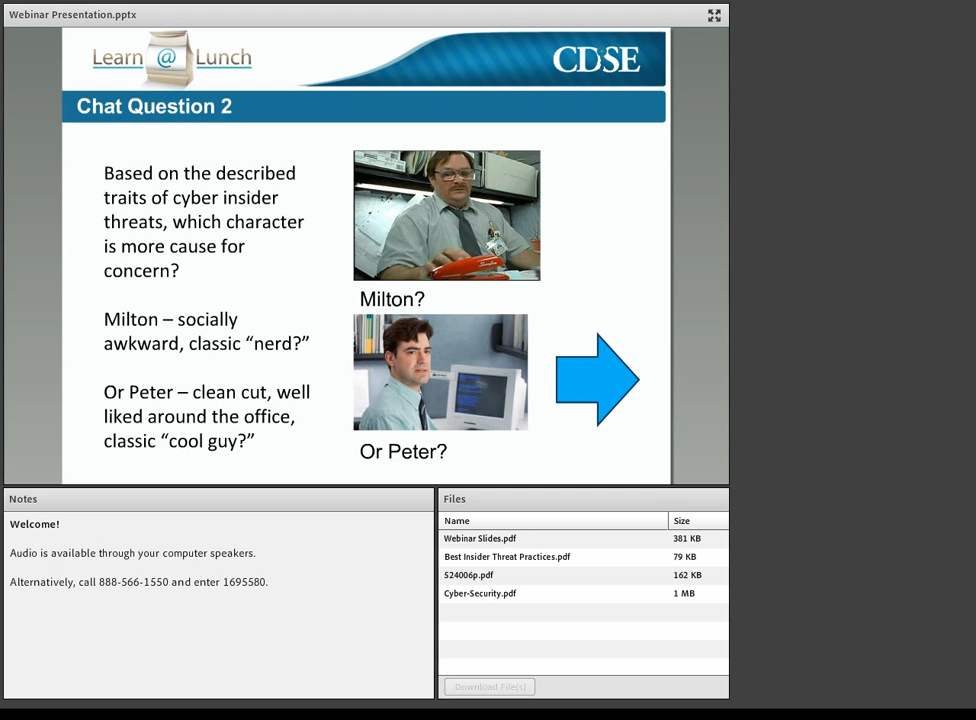 Webinar Presentation.pptx
Learn @ Lunch
CDSE
Chat Question 2
Based on the described
traits of cyber insider
threats, which character
is more cause for
concern?
Milton – socially
awkward, classic “nerd?”
Or Peter – clean cut, well
liked around the office,
classic “cool guy?”
Milton?
Or Peter?
Notes
Welcome!
Audio is available through your computer speakers.
Alternatively, call 888-566-1550 and enter 1695580.
Files
Name Size
Webinar Slides.pdf 381 KB
Best Insider Threat Practices.pdf 79 KB
524006p.pdf 162 KB
Cyber-Security.pdf 1 MB
Download File(s)